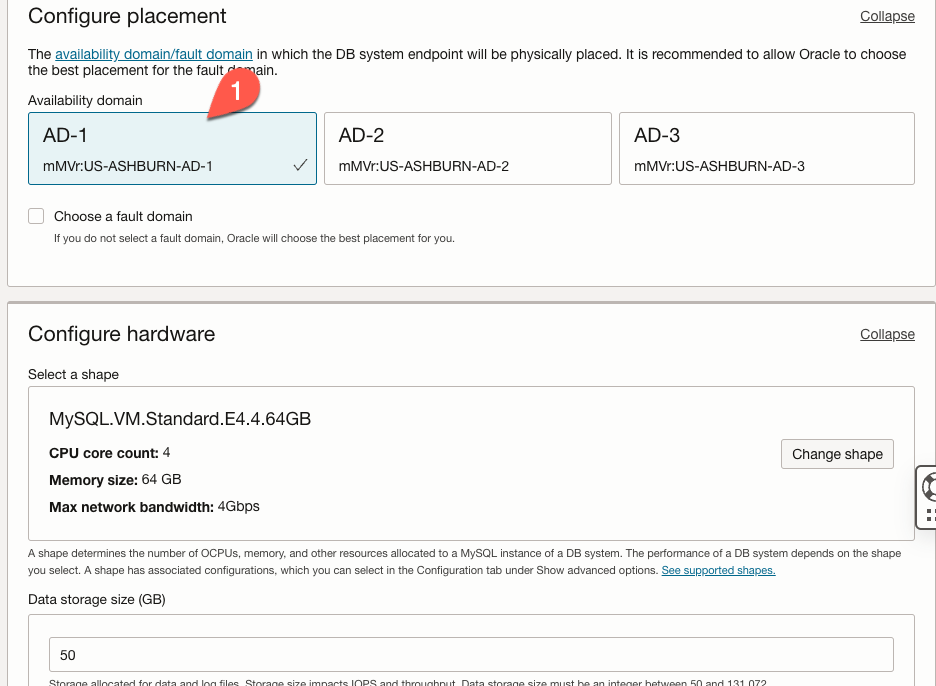 Configure placement
Collapse
The availability domain/fault domain in which the DB system endpoint will be physically placed. It is recommended to allow Oracle to choose
the best placement for the fault domain.
Availability domain
1
AD-1
mMVr:US-ASHBURN-AD-1
AD-2
mMVr:US-ASHBURN-AD-2
AD-3
mMVr:US-ASHBURN-AD-3
Choose a fault domain
If you do not select a fault domain, Oracle will choose the best placement for you.
Configure hardware
Collapse
Select a shape
MySQL.VM.Standard.E4.4.64GB
CPU core count: 4
Memory size: 64 GB
Max network bandwidth: 4Gbps
Change shape
A shape determines the number of OCPUs, memory, and other resources allocated to a MySQL instance of a DB system. The performance of a DB system depends on the shape
you select. A shape has associated configurations, which you can select in the Configuration tab under Show advanced options. See supported shapes.
Data storage size (GB)
50
Storage allocated for data and log files. Storage size impacts IOPS and throughput. Data storage size must be an integer between 50 and 131,072.